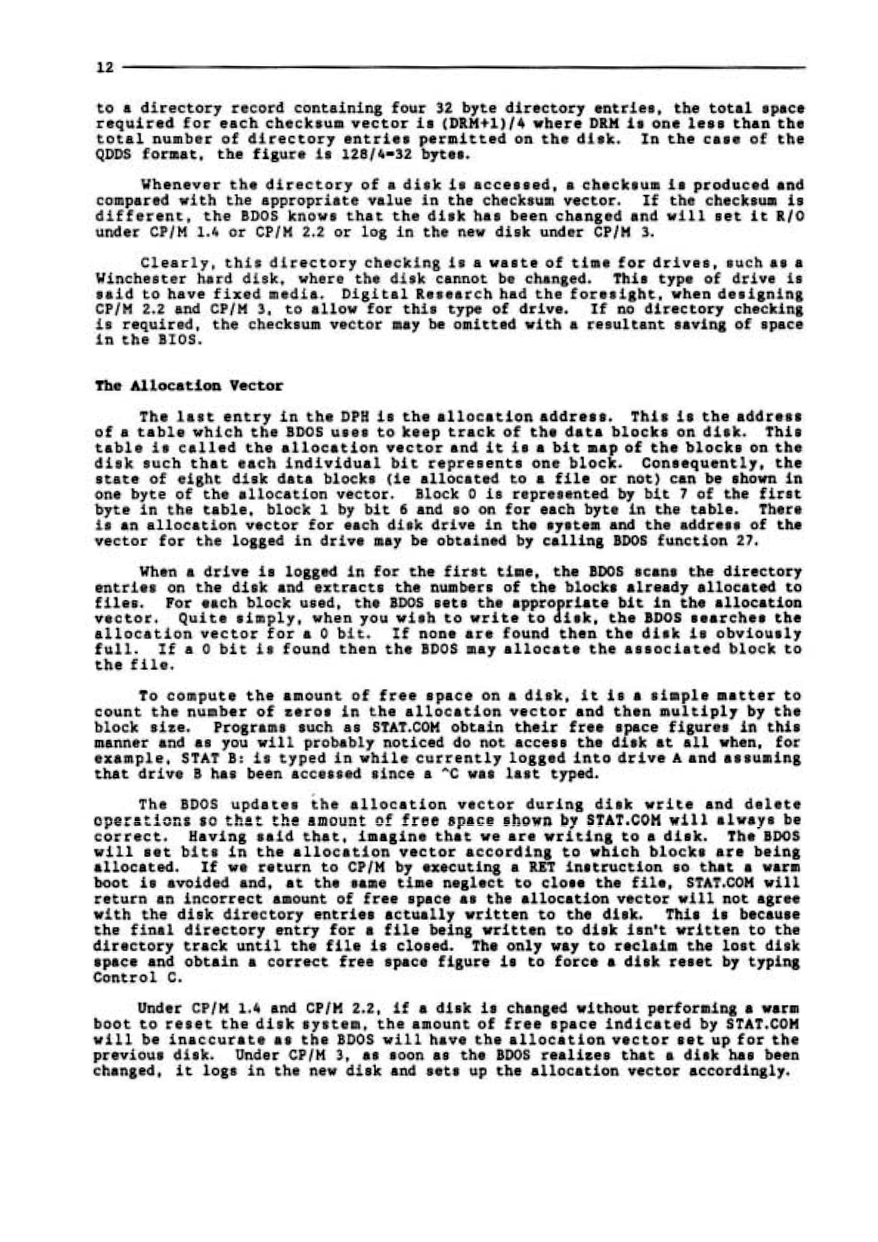 12
to a directory record containing four 32 byte directory entries, the total space
required for each checksum vector is (DRM+1)/4 where DRM is one less than the
total number of directory entries permitted on the disk. In the case of the
QDDS format, the figure is 128/4=32 bytes.
Whenever the directory of a disk is accessed, a checksum is produced and
compared with the appropriate value in the checksum vector. If the checksum is
different, the BDOS knows that the disk has been changed and will set it R/O
under CP/M 1.4 or CP/M 2.2 or log in the new disk under CP/M 3.
Clearly, this directory checking is a waste of time for drives, such as a
Winchester hard disk, where the disk cannot be changed. This type of drive is
said to have fixed media. Digital Research had the foresight, when designing
CP/M 2.2 and CP/M 3, to allow for this type of drive. If no directory checking
is required, the checksum vector may be omitted with a resultant saving of space
in the BIOS.
The Allocation Vector
The last entry in the DPH is the allocation address. This is the address
of a table which the BDOS uses to keep track of the data blocks on disk. This
table is called the allocation vector and it is a bit map of the blocks on the
disk such that each individual bit represents one block. Consequently, the
state of eight disk data blocks (ie allocated to a file or not) can be shown in
one byte of the allocation vector. Block 0 is represented by bit 7 of the first
byte in the table, block 1 by bit 6 and so on for each byte in the table. There
is an allocation vector for each disk drive in the system and the address of the
vector for the logged in drive may be obtained by calling BDOS function 27.
When a drive is logged in for the first time, the BDOS scans the directory
entries on the disk and extracts the numbers of the blocks already allocated to
files. For each block used, the BDOS sets the appropriate bit in the allocation
vector. Quite simply, when you wish to write to disk, the BDOS searches the
allocation vector for a 0 bit. If none are found then the disk is obviously
full. If a 0 bit is found then the BDOS may allocate the associated block to
the file.
To compute the amount of free space on a disk, it is a simple matter to
count the number of zeros in the allocation vector and then multiply by the
block size. Programs such as STAT.COM obtain their free space figures in this
manner and as you will probably noticed do not access the disk at all when, for
example, STAT B: is typed in while currently logged into drive A and assuming
that drive B has been accessed since a ^C was last typed.
The BDOS updates the allocation vector during disk write and delete
operations so that the amount of free space shown by STAT.COM will always be
correct. Having said that, imagine that we are writing to a disk. The BDOS
will set bits in the allocation vector according to which blocks are being
allocated. If we return to CP/M by executing a RET instruction so that a warm
boot is avoided and, at the same time neglect to close the file, STAT.COM will
return an incorrect amount of free space as the allocation vector will not agree
with the disk directory entries actually written to the disk. This is because
the final directory entry for a file being written to disk isn't written to the
directory track until the file is closed. The only way to reclaim the lost disk
space and obtain a correct free space figure is to force a disk reset by typing
Control C.
Under CP/M 1.4 and CP/M 2.2, if a disk is changed without performing a warm
boot to reset the disk system, the amount of free space indicated by STAT.COM
will be inaccurate as the BDOS will have the allocation vector set up for the
previous disk. Under CP/M 3, as soon as the BDOS realizes that a disk has been
changed, it logs in the new disk and sets up the allocation vector accordingly.